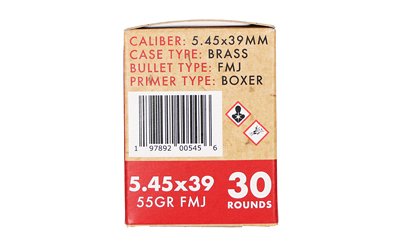 CALIBER: 5.45x39MM
CASE TYPE: BRASS
BULLET TYPE: FMJ
PRIMER TYPE: BOXER
1 97892 00545 6
5.45x39
55GR FMJ
30
ROUNDS